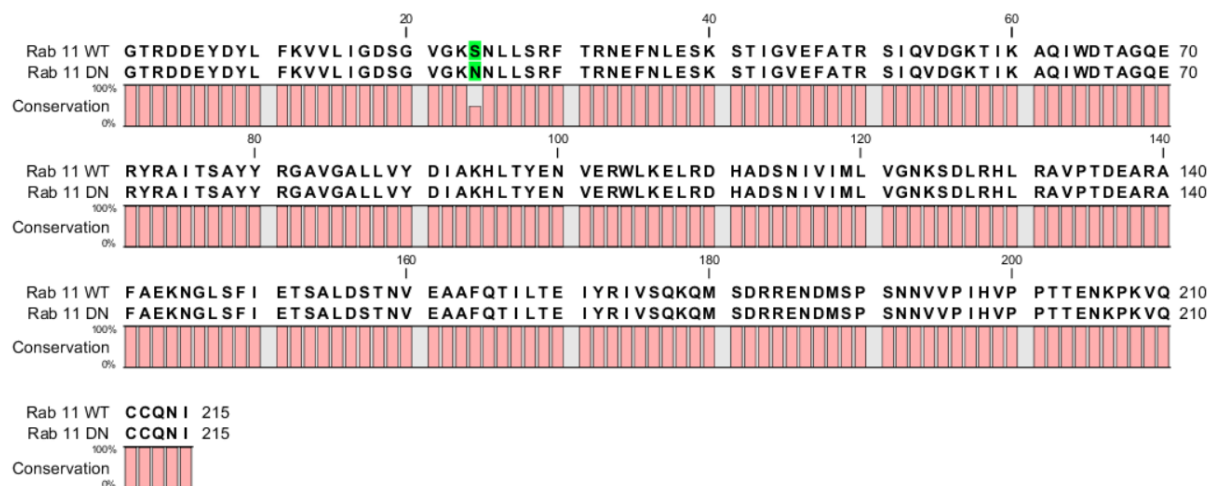 20 40 60
Rab 11 WT GTRDDEYDYL FKVVLIGDSG VGKSNLLSRF TRNEFNLESK STIGVEFATR SIQVDGKTIK AQIWDTAGQE 70
Rab 11 DN GTRDDEYDYL FKVVLIGDSG VGKNNLLSRF TRNEFNLESK STIGVEFATR SIQVDGKTIK AQIWDTAGQE 70
100%
Conservation
0%
80 100 120 140
Rab 11 WT RYRAITSAYY RGAVGALLVY DIAKHLTYEN VERWLKELRD HADSNIVIML VGNKSDLRHL RAVPTDEARA 140
Rab 11 DN RYRAITSAYY RGAVGALLVY DIAKHLTYEN VERWLKELRD HADSNIVIML VGNKSDLRHL RAVPTDEARA 140
100%
Conservation
0%
160 180 200
Rab 11 WT FAEKNGLSFI ETSALDSTNV EAAFQTILTE IYRIVSQKQM SDRRENDMSP SNNVVPIHVP PTTENKPKVQ 210
Rab 11 DN FAEKNGLSFI ETSALDSTNV EAAFQTILTE IYRIVSQKQM SDRRENDMSP SNNVVPIHVP PTTENKPKVQ 210
100%
Conservation
0%
Rab 11 WT CCQNI 215
Rab 11 DN CCQNI 215
100%
Conservation
0%